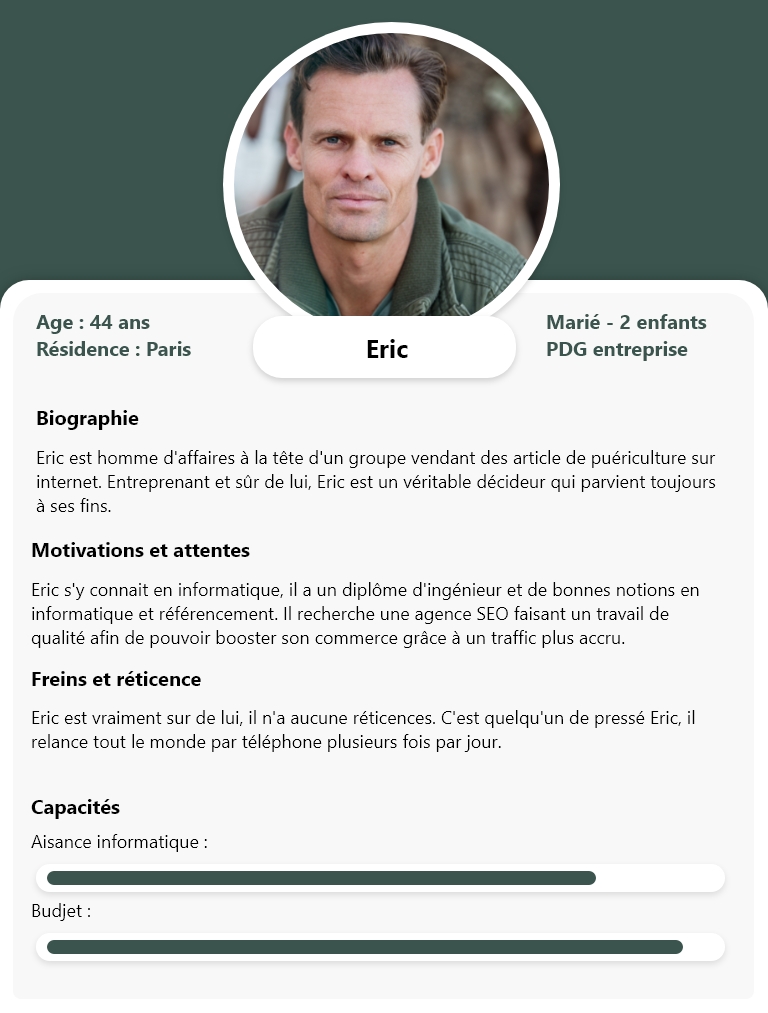 Age : 44 ans
Résidence : Paris
Eric
Marié - 2 enfants
PDG entreprise
Biographie
Eric est homme d'affaires à la tête d'un groupe vendant des article de puériculture sur
internet. Entreprenant et sûr de lui, Eric est un véritable décideur qui parvient toujours
à ses fins.
Motivations et attentes
Eric s'y connait en informatique, il a un diplôme d'ingénieur et de bonnes notions en
informatique et référencement. Il recherche une agence SEO faisant un travail de
qualité afin de pouvoir booster son commerce grâce à un traffic plus accru.
Freins et réticence
Eric est vraiment sur de lui, il n'a aucune réticences. C'est quelqu'un de pressé Eric, il
relance tout le monde par téléphone plusieurs fois par jour.
Capacités
Aisance informatique :
Budjet :